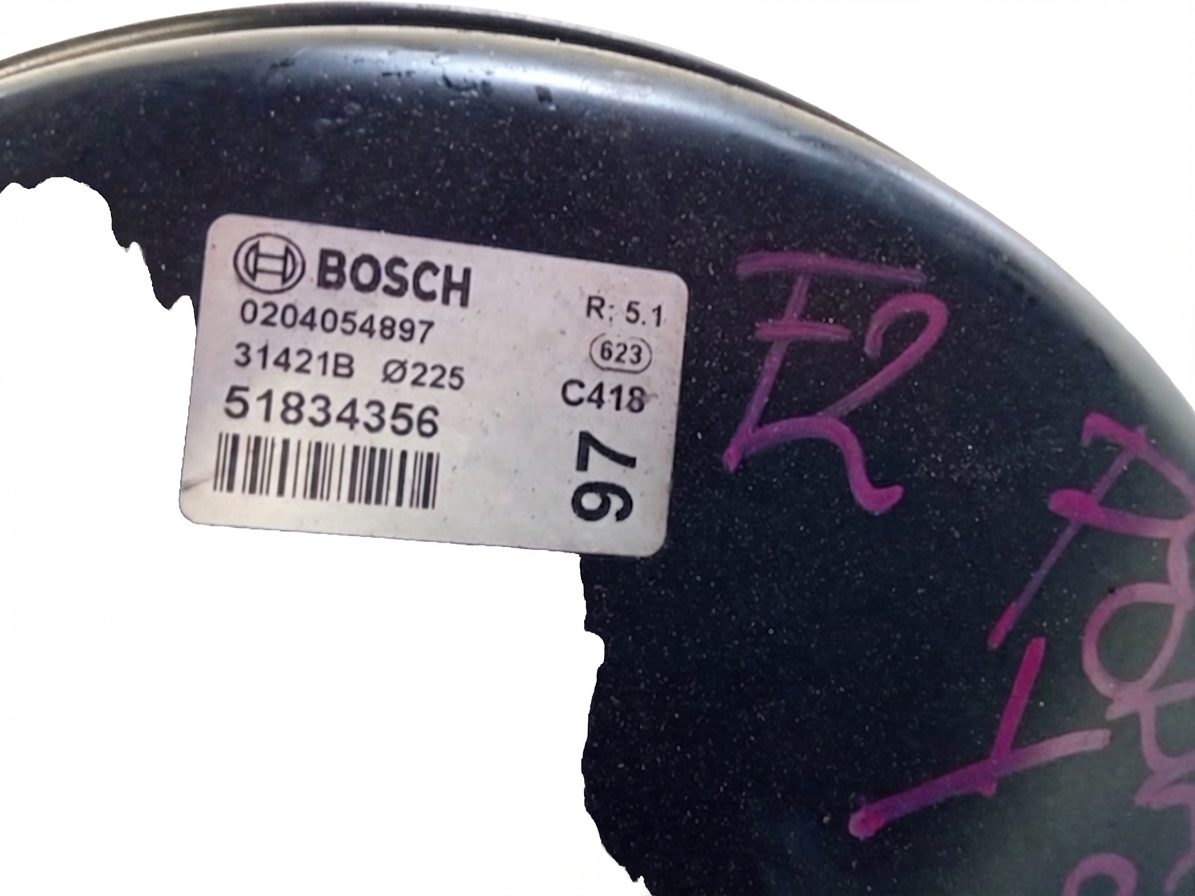 BOSCH
0204054897
R: 5.1
31421B Ø225
623
51834356
C418
97